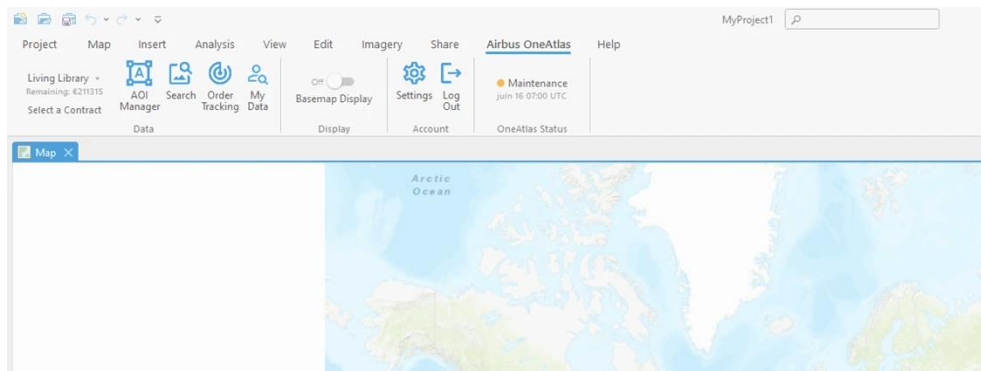 MyProject1
Project Map Insert Analysis View Edit Imagery Share Airbus OneAtlas Help
Living Library
Remaining: 6211315
Select a Contract
AOI Manager
Search
Order Tracking
My Data
Data
Off
Basemap Display
Display
Settings
Log Out
Account
Maintenance
juin 16 07:00 UTC
OneAtlas Status
Map
Arctic
Ocean